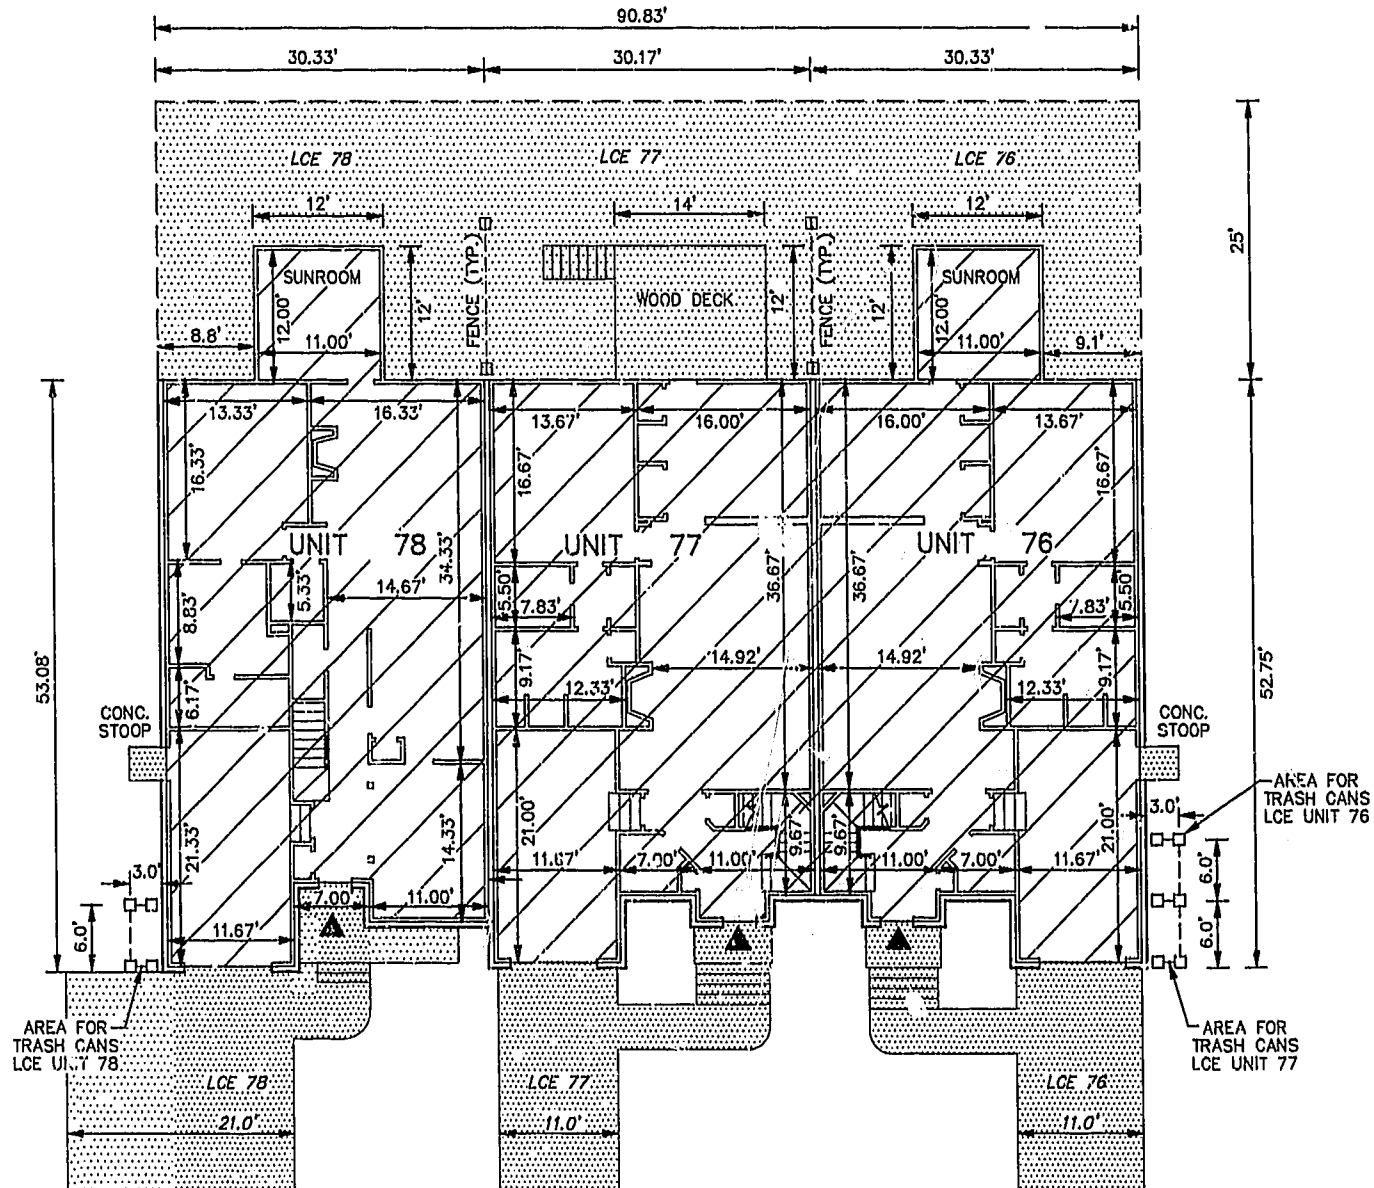 90.83'
30.33'
30.17'
30.33'
LCE 78
LCE 77
LCE 76
12'
14'
12'
25'
SUNROOM
12.00'
11.00'
12'
8.8'
FENCE (TYP.)
WOOD DECK
12'
FENCE (TYP.)
12'
SUNROOM
12.00'
11.00'
9.1'
13.33'
16.33'
13.67'
16.00'
16.00'
13.67'
16.33'
16.67'
16.67'
UNIT 78
UNIT 77
UNIT 76
34.33'
36.67'
36.67'
5.33'
14.67'
8.83'
5.50'
7.83'
7.83'
5.50'
53.08'
52.75'
6.17'
9.17'
14.92'
14.92'
9.17'
12.33'
12.33'
CONC.
STOOP
CONC.
STOOP
21.33'
14.33'
21.00'
9.67'
9.67'
21.00'
3.0'
AREA FOR
TRASH CANS
LCE UNIT 76
3.0'
6.0'
11.67'
7.00'
11.00'
11.67'
7.00'
11.00'
11.00'
7.00'
11.67'
6.0'
6.0'
AREA FOR
TRASH CANS
LCE UNIT 78
AREA FOR
TRASH CANS
LCE UNIT 77
LCE 78
LCE 77
LCE 76
21.0'
11.0'
11.0'